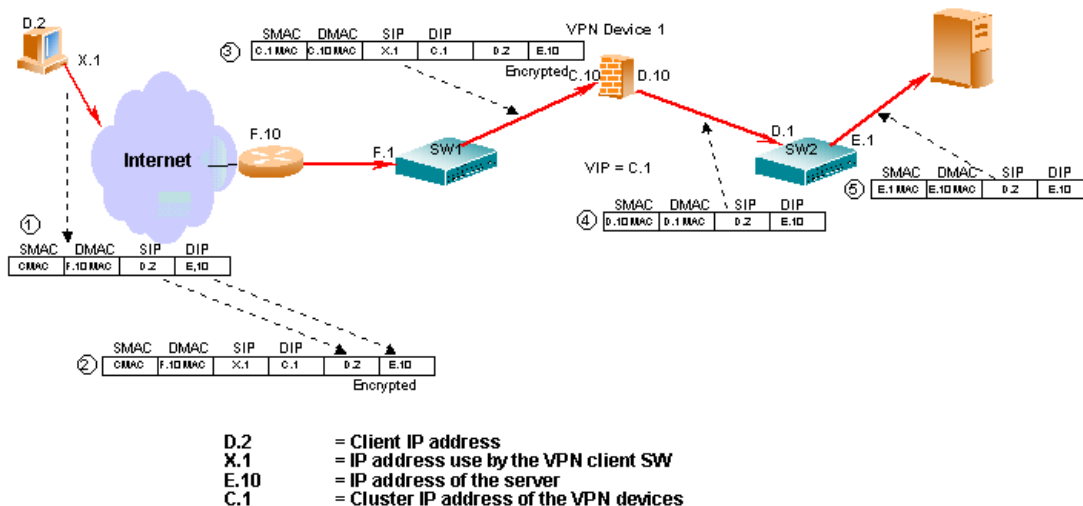 D.2
X.1
Internet
F.10
F.1
SW1
VPN Device 1
③
SMAC DMAC SIP DIP
C.1 MAC C.10 MAC X.1 C.1 D.2 E.10
Encrypted
C.10
D.10
D.1
SW2
E.1
VIP = C.1
④
SMAC DMAC SIP DIP
D.10 MAC D.1 MAC D.2 E.10
⑤
SMAC DMAC SIP DIP
E.1 MAC E.10 MAC D.2 E.10
①
SMAC DMAC SIP DIP
CMAC F.10 MAC D.2 E,10
②
SMAC DMAC SIP DIP
CMAC F.10 MAC X.1 C.1 D.2 E.10
Encrypted
D.2 = Client IP address
X.1 = IP address use by the VPN client SW
E.10 = IP address of the server
C.1 = Cluster IP address of the VPN devices